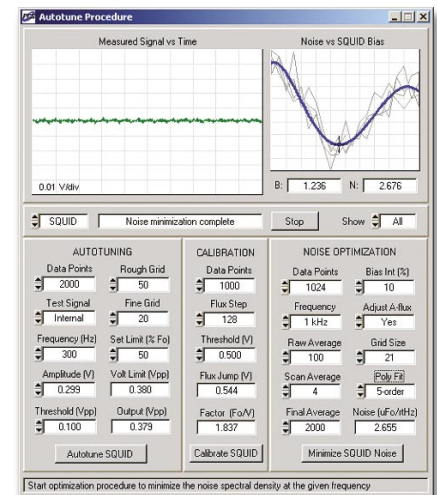 Autotune Procedure
Measured Signal vs Time
Noise vs SQUID Bias
0.01 V/div
B: 1.236 N: 2.676
SQUID Noise minimization complete Stop Show All
AUTOTUNING
Data Points Rough Grid
2000 50
Test Signal Fine Grid
Internal 20
Frequency (Hz) Set Limit (% Fo)
300 50
Amplitude (V) Volt Limit (Vpp)
0.299 0.380
Threshold (Vpp) Output (Vpp)
0.100 0.379
Autotune SQUID
CALIBRATION
Data Points
1000
Flux Step
128
Threshold (V)
0.500
Flux Jump (V)
0.544
Factor (Fo/V)
1.837
Calibrate SQUID
NOISE OPTIMIZATION
Data Points Bias Int (%)
1024 10
Frequency Adjust A-flux
1 kHz Yes
Raw Average Grid Size
100 21
Scan Average Poly Fit
4 5-order
Final Average Noise (uFo/rtHz)
2000 2.655
Minimize SQUID Noise
Start optimization procedure to minimize the noise spectral density at the given frequency